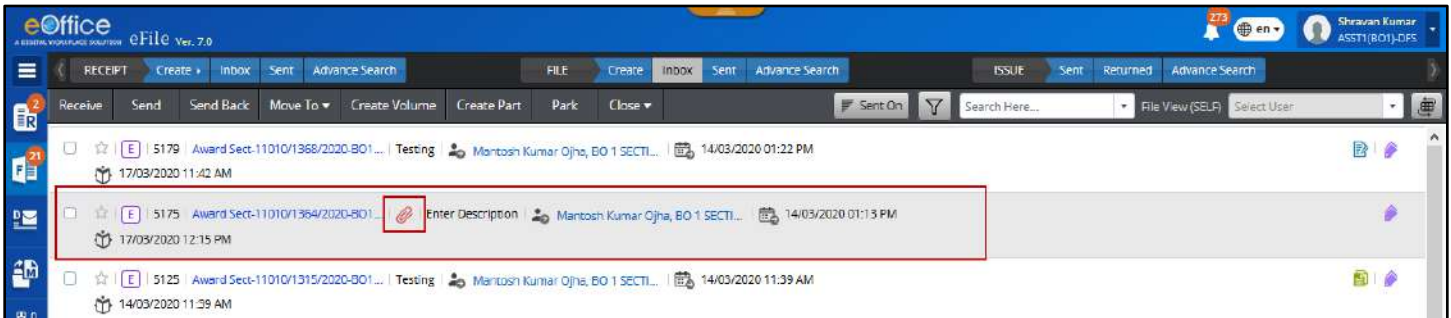 eOffice
A DIGITAL WORKPLACE SOLUTION eFile Ver. 7.0
273
en
Shravan Kumar
ASST1(BO1)-DFS
RECEIPT Create Inbox Sent Advance Search FILE Create Inbox Sent Advance Search ISSUE Sent Returned Advance Search
2
R
Receive Send Send Back Move To Create Volume Create Part Park Close Sent On Search Here... File View (SELF) Select User
E 5179 Award Sect-11010/1368/2020-BO1... Testing Mantosh Kumar Ojha, BO 1 SECTI... 14/03/2020 01:22 PM
21
F
17/03/2020 11:42 AM
E 5175 Award Sect-11010/1364/2020-BO1... Enter Description Mantosh Kumar Ojha, BO 1 SECTI... 14/03/2020 01:13 PM
D
17/03/2020 12:15 PM
M
E 5125 Award Sect-11010/1315/2020-BO1... Testing Mantosh Kumar Ojha, BO 1 SECTI... 14/03/2020 11:39 AM
14/03/2020 11:39 AM